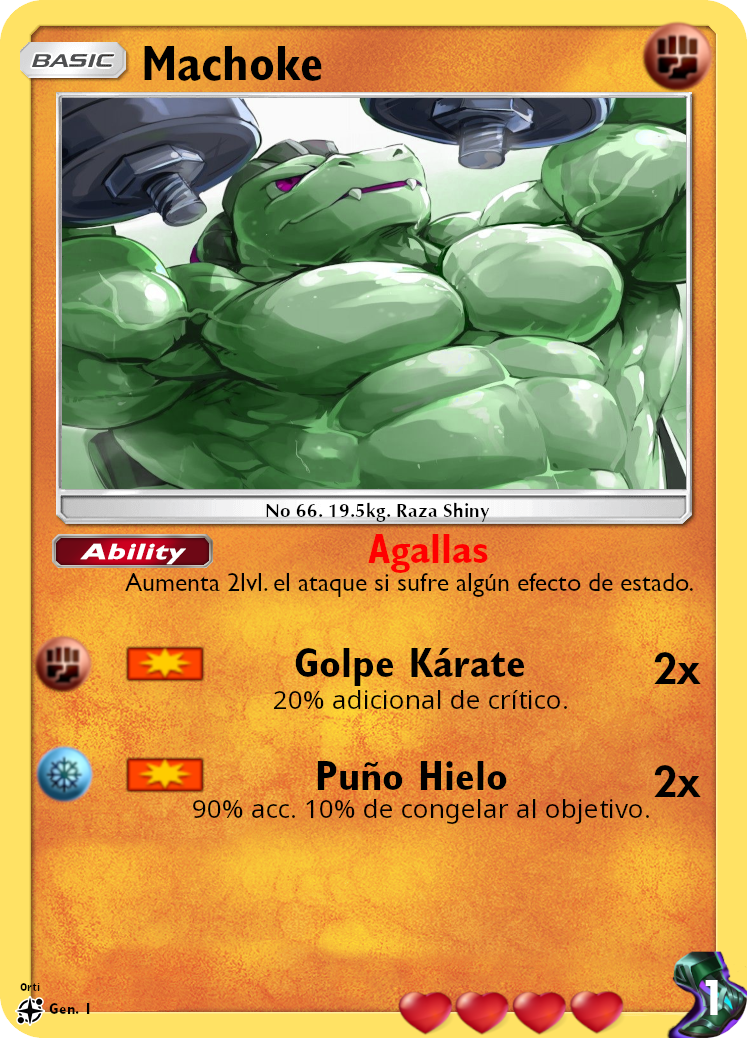 BASIC Machoke
No 66. 19.5kg. Raza Shiny
Ability Agallas
Aumenta 2lvl. el ataque si sufre algún efecto de estado.
Golpe Kárate 2x
20% adicional de crítico.
Puño Hielo 2x
90% acc. 10% de congelar al objetivo.
Orti
Gen. 1
1